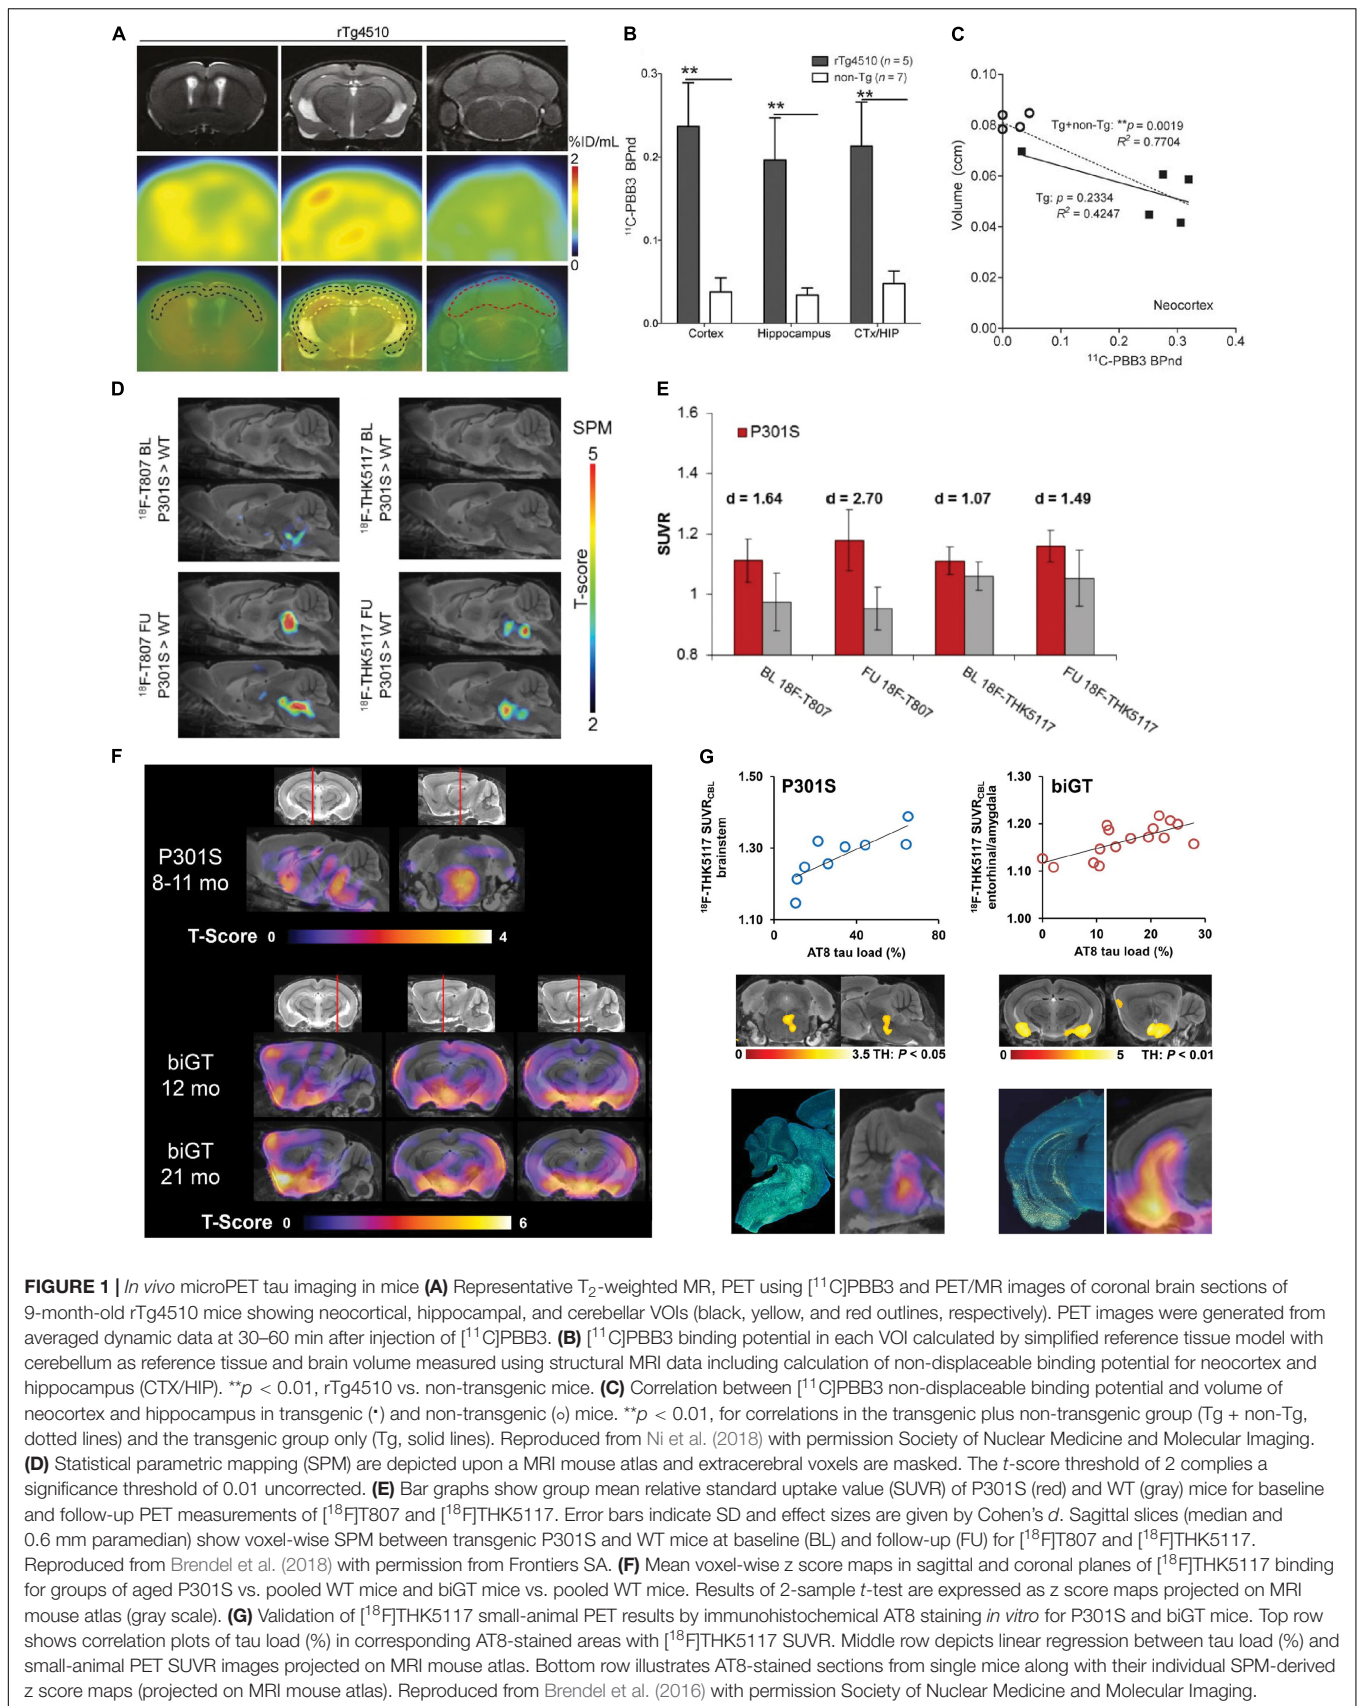 A
rTg4510
%ID/mL
2
0
B
rTg4510 (n = 5)
non-Tg (n = 7)
**
**
**
0.3
0.2
0.1
0.0
¹¹C-PBB3 BPnd
Cortex
Hippocampus
CTx/HIP
C
0.10
0.08
0.06
0.04
0.02
0.00
Volume (ccm)
Tg+non-Tg: **p = 0.0019
R² = 0.7704
Tg: p = 0.2334
R² = 0.4247
Neocortex
0.0 0.1 0.2 0.3 0.4
¹¹C-PBB3 BPnd
D
¹⁸F-T807 BL
P301S > WT
¹⁸F-THK5117 BL
P301S > WT
¹⁸F-T807 FU
P301S > WT
¹⁸F-THK5117 FU
P301S > WT
SPM
5
T-score
2
E
1.6
1.4
1.2
1
0.8
SUVR
P301S
d = 1.64 d = 2.70 d = 1.07 d = 1.49
BL 18F-T807
FU 18F-T807
BL 18F-THK5117
FU 18F-THK5117
F
P301S
8-11 mo
T-Score 0 4
biGT
12 mo
biGT
21 mo
T-Score 0 6
G
1.50
1.30
1.10
P301S
¹⁸F-THK5117 SUVR_CBL
brainstem
0 40 80
AT8 tau load (%)
1.30
1.20
1.10
1.00
biGT
¹⁸F-THK5117 SUVR_CBL
entorhinal/amygdala
0 10 20 30
AT8 tau load (%)
0 3.5 TH: P < 0.05
0 5 TH: P < 0.01
FIGURE 1 | In vivo microPET tau imaging in mice (A) Representative T₂-weighted MR, PET using [¹¹C]PBB3 and PET/MR images of coronal brain sections of
9-month-old rTg4510 mice showing neocortical, hippocampal, and cerebellar VOIs (black, yellow, and red outlines, respectively). PET images were generated from
averaged dynamic data at 30–60 min after injection of [¹¹C]PBB3. (B) [¹¹C]PBB3 binding potential in each VOI calculated by simplified reference tissue model with
cerebellum as reference tissue and brain volume measured using structural MRI data including calculation of non-displaceable binding potential for neocortex and
hippocampus (CTX/HIP). **p < 0.01, rTg4510 vs. non-transgenic mice. (C) Correlation between [¹¹C]PBB3 non-displaceable binding potential and volume of
neocortex and hippocampus in transgenic (▪) and non-transgenic (○) mice. **p < 0.01, for correlations in the transgenic plus non-transgenic group (Tg + non-Tg,
dotted lines) and the transgenic group only (Tg, solid lines). Reproduced from Ni et al. (2018) with permission Society of Nuclear Medicine and Molecular Imaging.
(D) Statistical parametric mapping (SPM) are depicted upon a MRI mouse atlas and extracerebral voxels are masked. The t-score threshold of 2 complies a
significance threshold of 0.01 uncorrected. (E) Bar graphs show group mean relative standard uptake value (SUVR) of P301S (red) and WT (gray) mice for baseline
and follow-up PET measurements of [¹⁸F]T807 and [¹⁸F]THK5117. Error bars indicate SD and effect sizes are given by Cohen's d. Sagittal slices (median and
0.6 mm paramedian) show voxel-wise SPM between transgenic P301S and WT mice at baseline (BL) and follow-up (FU) for [¹⁸F]T807 and [¹⁸F]THK5117.
Reproduced from Brendel et al. (2018) with permission from Frontiers SA. (F) Mean voxel-wise z score maps in sagittal and coronal planes of [¹⁸F]THK5117 binding
for groups of aged P301S vs. pooled WT mice and biGT mice vs. pooled WT mice. Results of 2-sample t-test are expressed as z score maps projected on MRI
mouse atlas (gray scale). (G) Validation of [¹⁸F]THK5117 small-animal PET results by immunohistochemical AT8 staining in vitro for P301S and biGT mice. Top row
shows correlation plots of tau load (%) in corresponding AT8-stained areas with [¹⁸F]THK5117 SUVR. Middle row depicts linear regression between tau load (%) and
small-animal PET SUVR images projected on MRI mouse atlas. Bottom row illustrates AT8-stained sections from single mice along with their individual SPM-derived
z score maps (projected on MRI mouse atlas). Reproduced from Brendel et al. (2016) with permission Society of Nuclear Medicine and Molecular Imaging.